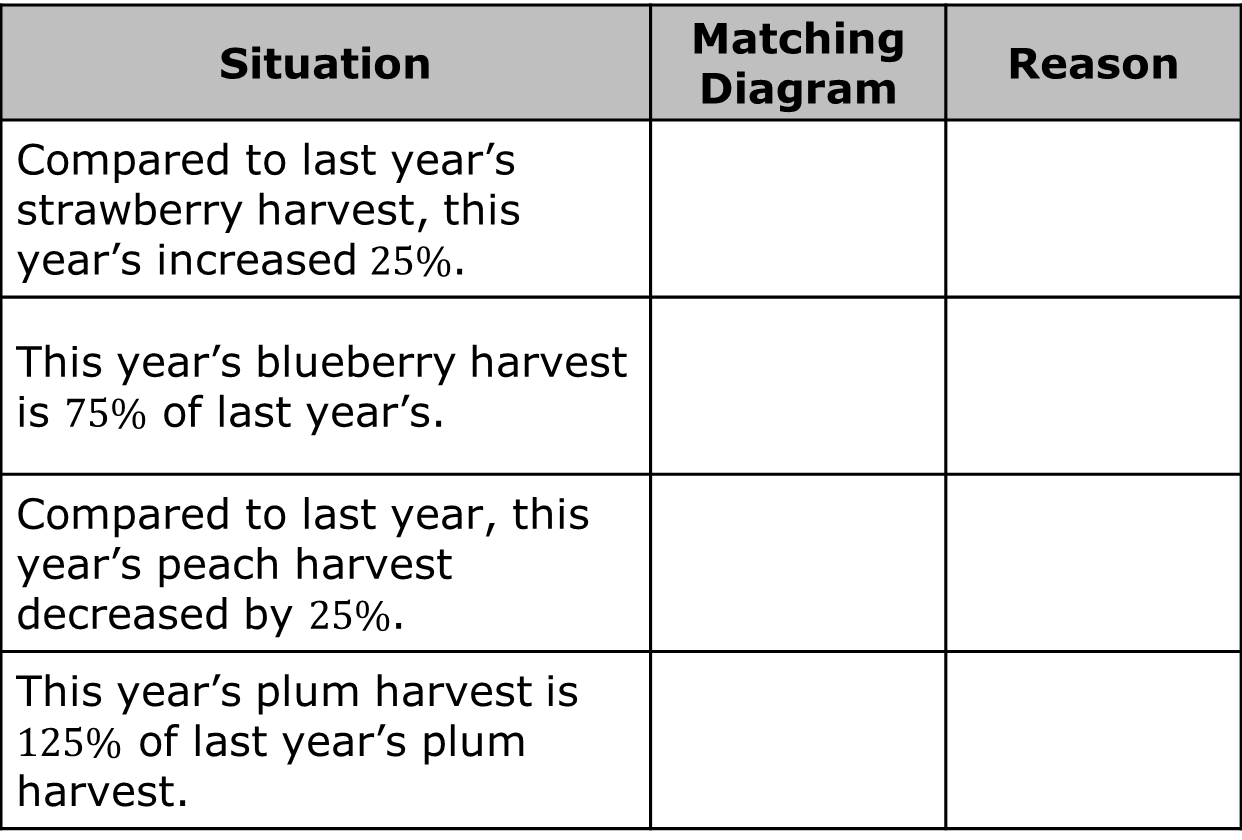 Situation
Matching
Diagram
Reason
Compared to last year’s
strawberry harvest, this
year’s increased 25%.
This year’s blueberry harvest
is 75% of last year’s.
Compared to last year, this
year’s peach harvest
decreased by 25%.
This year’s plum harvest is
125% of last year’s plum
harvest.